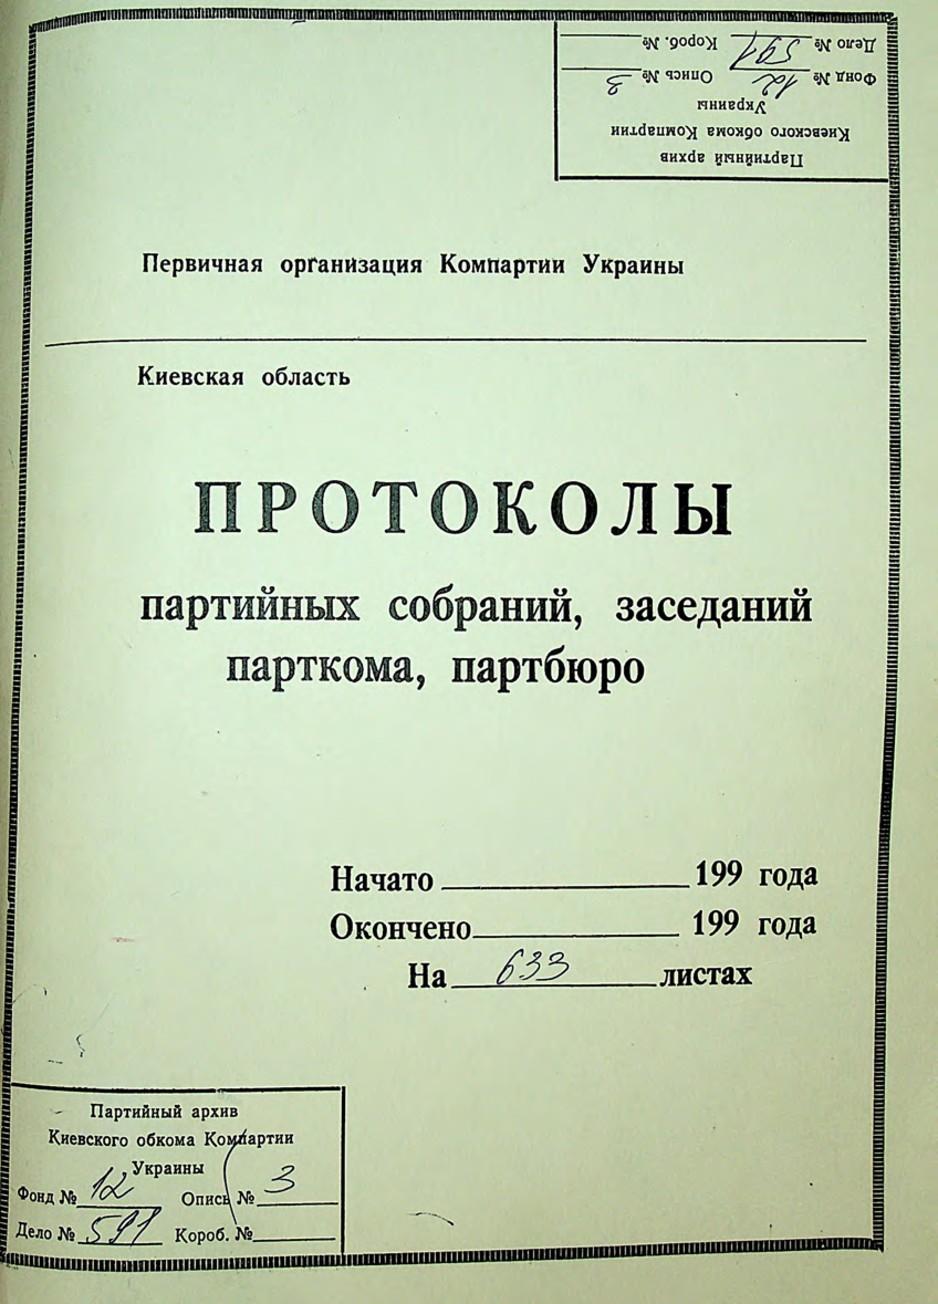 Партийный архив
Киевского обкома Компартии
Украины
Фонд № 12 Опись № 3
Дело № 591 Короб. №
Первичная организация Компартии Украины
Киевская область
ПРОТОКОЛЫ
партийных собраний, заседаний
парткома, партбюро
Начато 199 года
Окончено 199 года
На 633 листах
Партийный архив
Киевского обкома Компартии
Украины
Фонд № 12 Опись № 3
Дело № 591 Короб. №